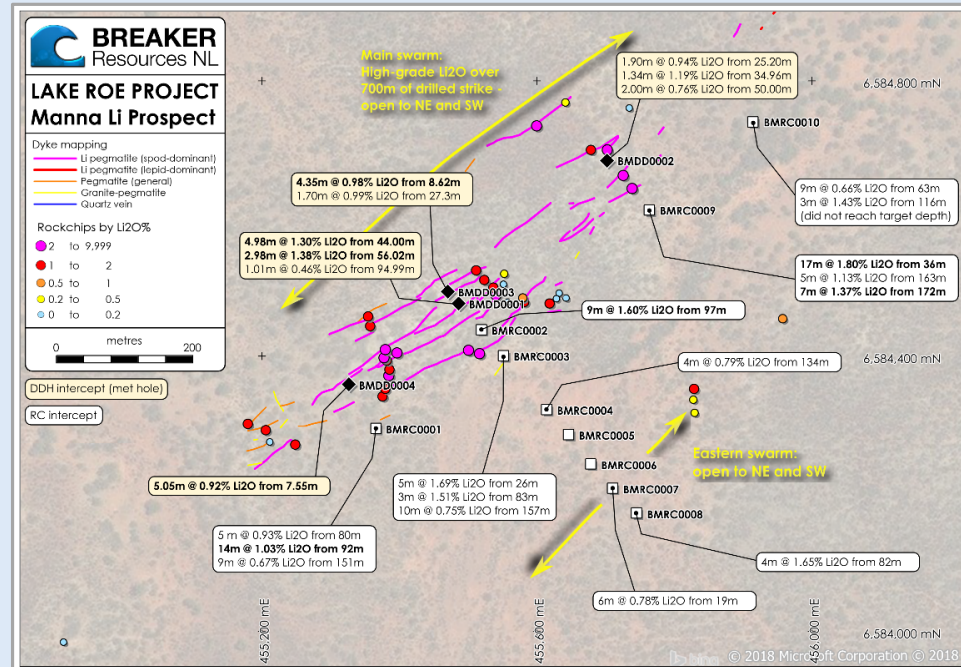 BREAKER
Resources NL
LAKE ROE PROJECT
Manna Li Prospect
Dyke mapping
Li pegmatite (spod-dominant)
Li pegmatite (lepid-dominant)
Pegmatite (general)
Granite-pegmatite
Quartz vein
Rockchips by Li2O%
2 to 9,999
1 to 2
0.5 to 1
0.2 to 0.5
0 to 0.2
metres
0 200
DDH intercept (met hole)
RC intercept
Main swarm:
High-grade Li2O over
700m of drilled strike -
open to NE and SW
1.90m @ 0.94% Li2O from 25.20m
1.34m @ 1.19% Li2O from 34.96m
2.00m @ 0.76% Li2O from 50.00m
6,584,800 mN
BMRC0010
BMDD0002
4.35m @ 0.98% Li2O from 8.62m
1.70m @ 0.99% Li2O from 27.3m
9m @ 0.66% Li2O from 63m
3m @ 1.43% Li2O from 116m
(did not reach target depth)
BMRC0009
4.98m @ 1.30% Li2O from 44.00m
2.98m @ 1.38% Li2O from 56.02m
1.01m @ 0.46% Li2O from 94.99m
17m @ 1.80% Li2O from 36m
5m @ 1.13% Li2O from 163m
7m @ 1.37% Li2O from 172m
BMDD0003
BMDD0001
9m @ 1.60% Li2O from 97m
BMRC0002
BMRC0003
6,584,400 mN
4m @ 0.79% Li2O from 134m
BMDD0004
BMRC0004
BMRC0001
BMRC0005
Eastern swarm:
open to NE and SW
BMRC0006
5.05m @ 0.92% Li2O from 7.55m
5m @ 1.69% Li2O from 26m
3m @ 1.51% Li2O from 83m
10m @ 0.75% Li2O from 157m
BMRC0007
BMRC0008
5 m @ 0.93% Li2O from 80m
14m @ 1.03% Li2O from 92m
9m @ 0.67% Li2O from 151m
4m @ 1.65% Li2O from 82m
6m @ 0.78% Li2O from 19m
455,200 mE
455,600 mE
456,000 mE
6,584,000 mN
© 2018 Microsoft Corporation © 2018